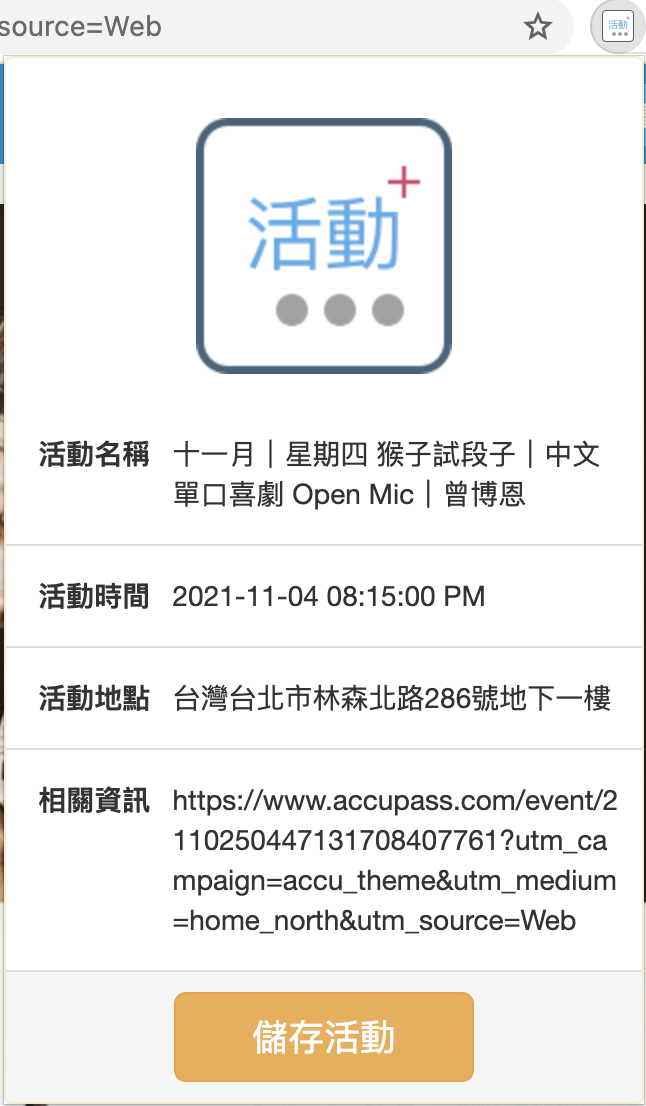 source=Web
活動
活動
活動名稱 十一月｜星期四 猴子試段子｜中文
單口喜劇 Open Mic｜曾博恩
活動時間 2021-11-04 08:15:00 PM
活動地點 台灣台北市林森北路286號地下一樓
相關資訊 https://www.accupass.com/event/2
110250447131708407761?utm_ca
mpaign=accu_theme&utm_medium
=home_north&utm_source=Web
儲存活動